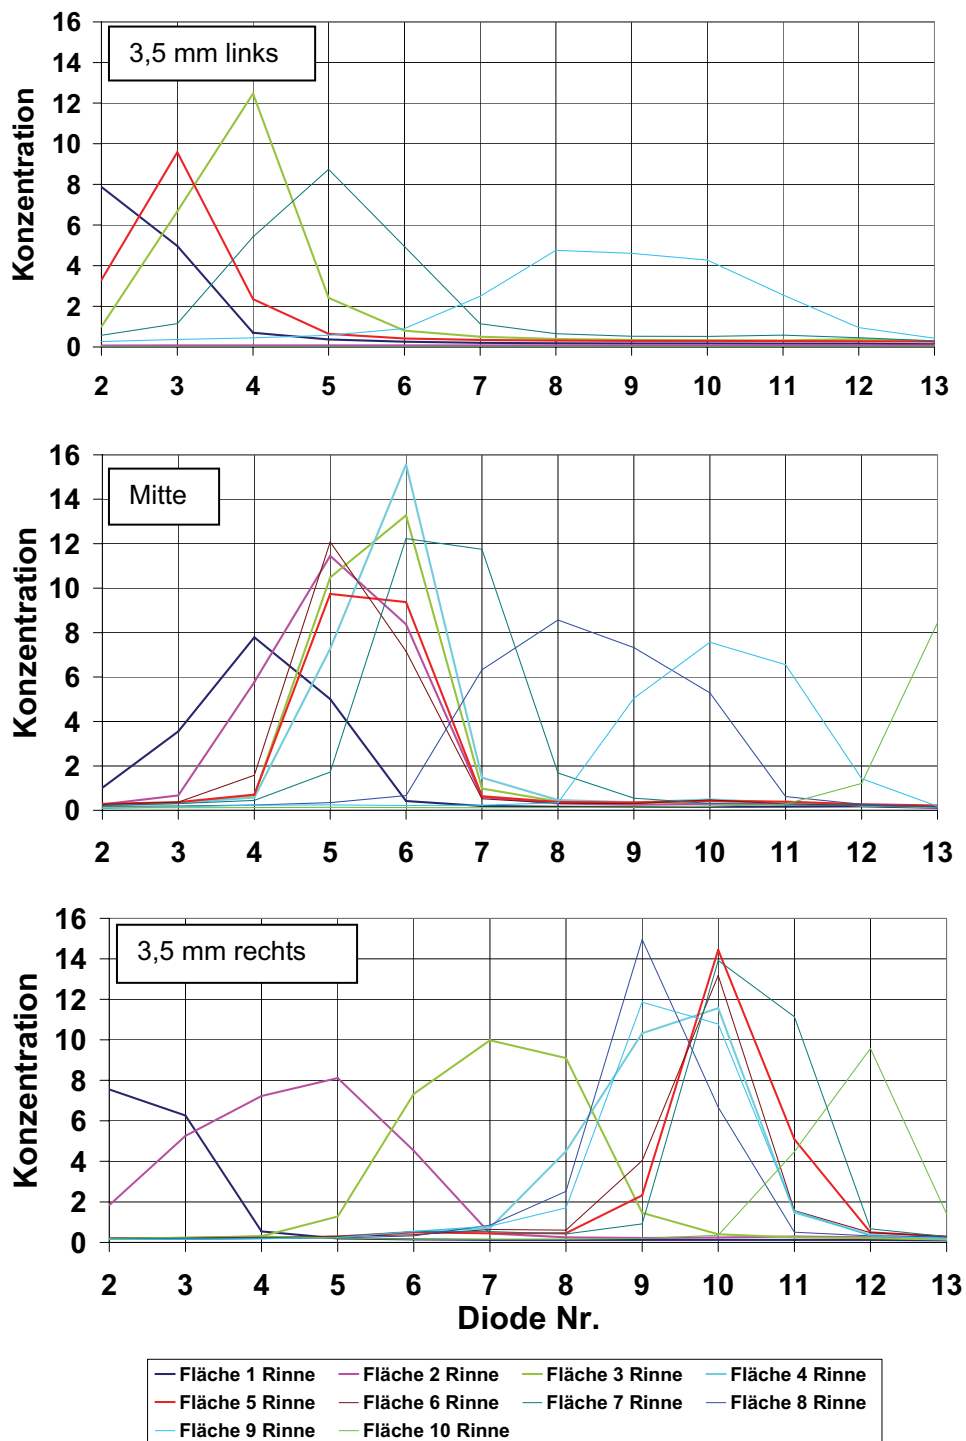 16
3,5 mm links
14
12
10
8
6
4
2
0
Konzentration
2 3 4 5 6 7 8 9 10 11 12 13
16
Mitte
14
12
10
8
6
4
2
0
Konzentration
2 3 4 5 6 7 8 9 10 11 12 13
16
3,5 mm rechts
14
12
10
8
6
4
2
0
Konzentration
2 3 4 5 6 7 8 9 10 11 12 13
Diode Nr.
Fläche 1 Rinne Fläche 2 Rinne Fläche 3 Rinne Fläche 4 Rinne
Fläche 5 Rinne Fläche 6 Rinne Fläche 7 Rinne Fläche 8 Rinne
Fläche 9 Rinne Fläche 10 Rinne